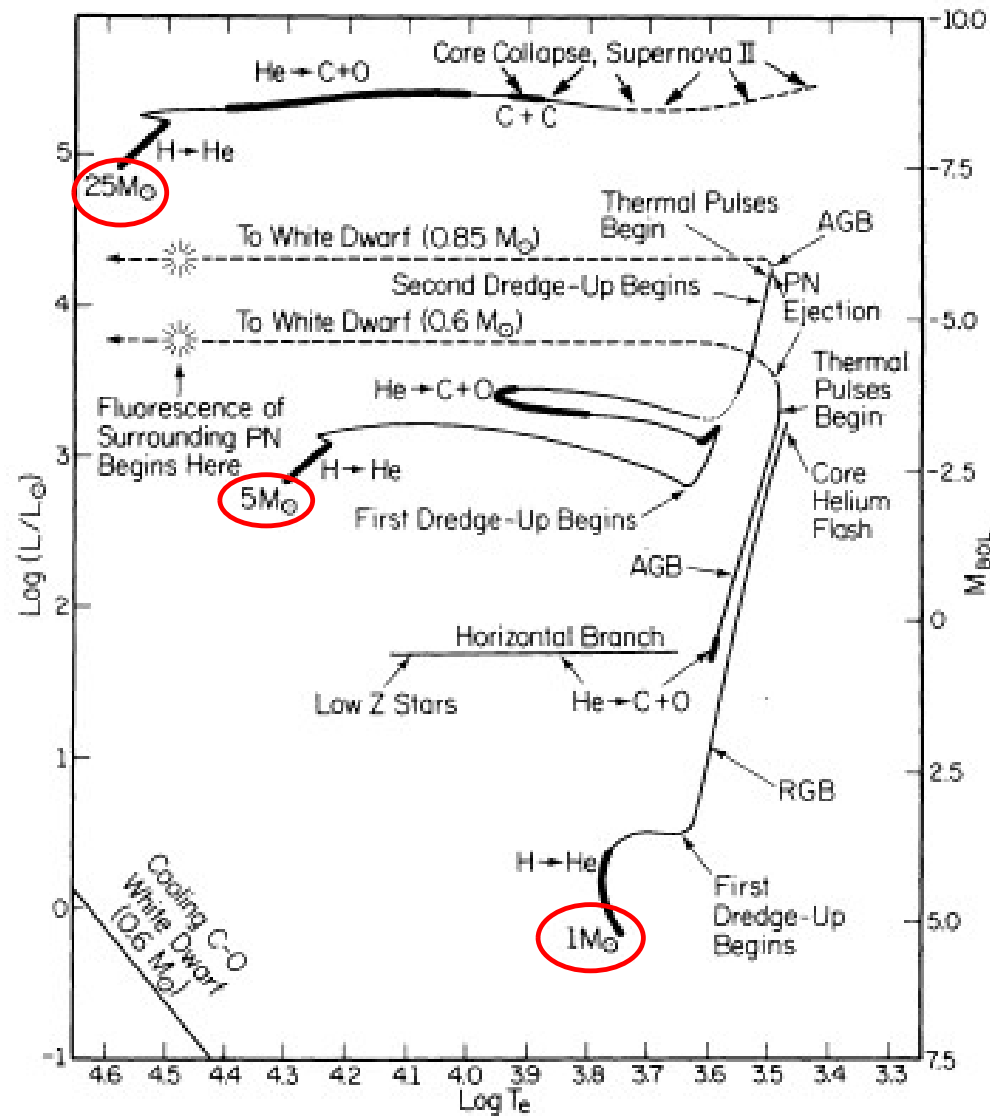 -10.0
Core Collapse, Supernova II
He→C+O
C + C
5
H→He
25M⊙
-7.5
Thermal Pulses
Begin
AGB
To White Dwarf (0.85 M⊙)
PN
Ejection
Second Dredge-Up Begins
4
To White Dwarf (0.6 M⊙)
-5.0
Thermal
Pulses
Begin
He→C+O
Fluorescence of
Surrounding PN
Begins Here
3
H→He
-2.5
5M⊙
Core
Helium
Flash
First Dredge-Up Begins
AGB
Log (L/L⊙)
MBOL
2
0
Horizontal Branch
Low Z Stars
He→C+O
1
2.5
RGB
H→He
First
Dredge-Up
Begins
Cooling C-O
White Dwarf
(0.6 M⊙)
0
5.0
1M⊙
-1
7.5
4.6 4.5 4.4 4.3 4.2 4.1 4.0 3.9 3.8 3.7 3.6 3.5 3.4 3.3
Log Te